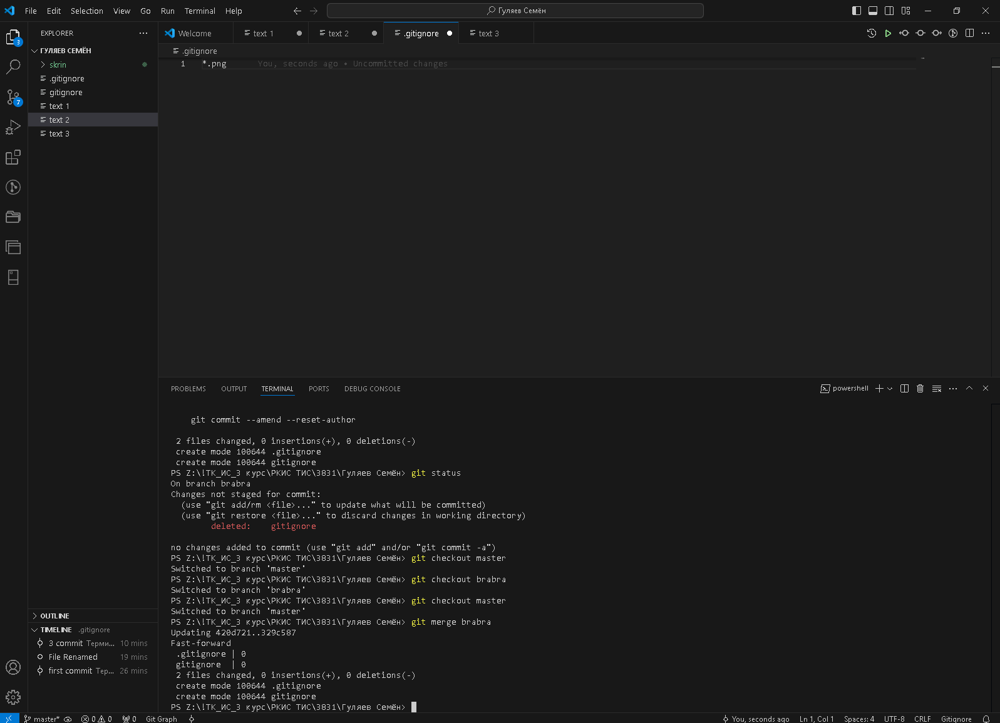 File Edit Selection View Go Run Terminal Help
Гуляев Семён
EXPLORER
3
ГУЛЯЕВ СЕМЁН
skrin
.gitignore
gitignore
text 1
text 2
text 3
7
Welcome
text 1
text 2
.gitignore
text 3
.gitignore
1 *.png You, seconds ago • Uncommitted changes
PROBLEMS OUTPUT TERMINAL PORTS DEBUG CONSOLE
powershell
git commit --amend --reset-author
2 files changed, 0 insertions(+), 0 deletions(-)
create mode 100644 .gitignore
create mode 100644 gitignore
PS Z:\!ТК_ИС_3 курс\РКИС ТИС\3831\Гуляев Семён> git status
On branch brabra
Changes not staged for commit:
(use "git add/rm <file>..." to update what will be committed)
(use "git restore <file>..." to discard changes in working directory)
deleted: gitignore
no changes added to commit (use "git add" and/or "git commit -a")
PS Z:\!ТК_ИС_3 курс\РКИС ТИС\3831\Гуляев Семён> git checkout master
Switched to branch 'master'
PS Z:\!ТК_ИС_3 курс\РКИС ТИС\3831\Гуляев Семён> git checkout brabra
Switched to branch 'brabra'
PS Z:\!ТК_ИС_3 курс\РКИС ТИС\3831\Гуляев Семён> git checkout master
Switched to branch 'master'
PS Z:\!ТК_ИС_3 курс\РКИС ТИС\3831\Гуляев Семён> git merge brabra
Updating 420d721..329c587
Fast-forward
.gitignore | 0
gitignore | 0
2 files changed, 0 insertions(+), 0 deletions(-)
create mode 100644 .gitignore
create mode 100644 gitignore
PS Z:\!ТК_ИС_3 курс\РКИС ТИС\3831\Гуляев Семён>
OUTLINE
TIMELINE .gitignore
3 commit Терми... 10 mins
File Renamed 19 mins
first commit Тер... 26 mins
master* 0 0 0 Git Graph
You, seconds ago Ln 1, Col 1 Spaces: 4 UTF-8 CRLF Gitignore